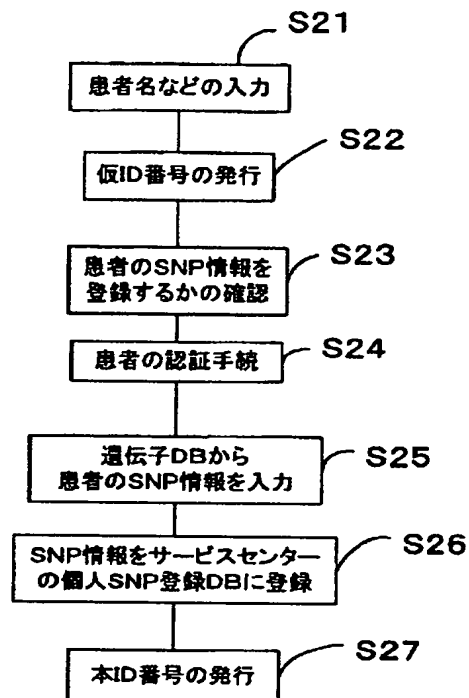 S21
患者名などの入力
S22
仮ID番号の発行
S23
患者のSNP情報を
登録するかの確認
S24
患者の認証手続
S25
遺伝子DBから
患者のSNP情報を入力
S26
SNP情報をサービスセンター
の個人SNP登録DBに登録
S27
本ID番号の発行